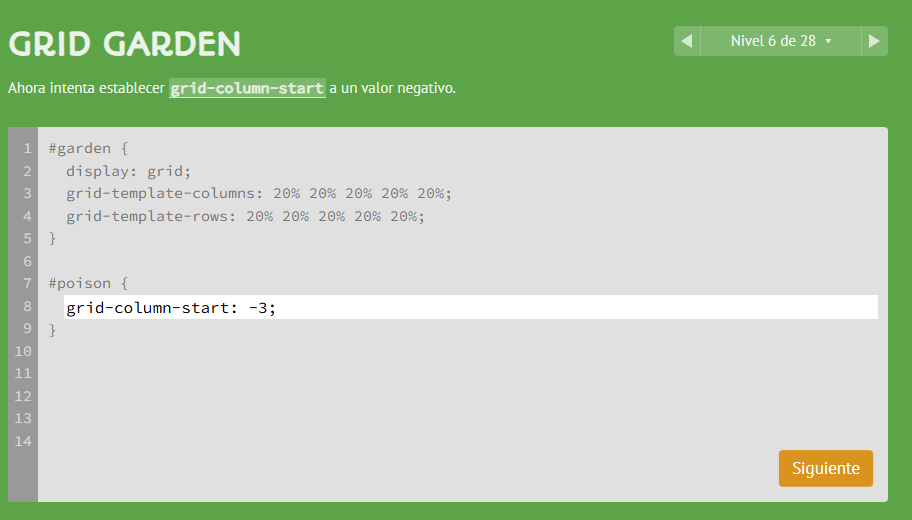 GRID GARDEN
Nivel 6 de 28
Ahora intenta establecer grid-column-start a un valor negativo.
1 #garden {
2 display: grid;
3 grid-template-columns: 20% 20% 20% 20% 20%;
4 grid-template-rows: 20% 20% 20% 20% 20%;
5 }
6
7 #poison {
8 grid-column-start: -3;
9 }
10
11
12
13
14
Siguiente